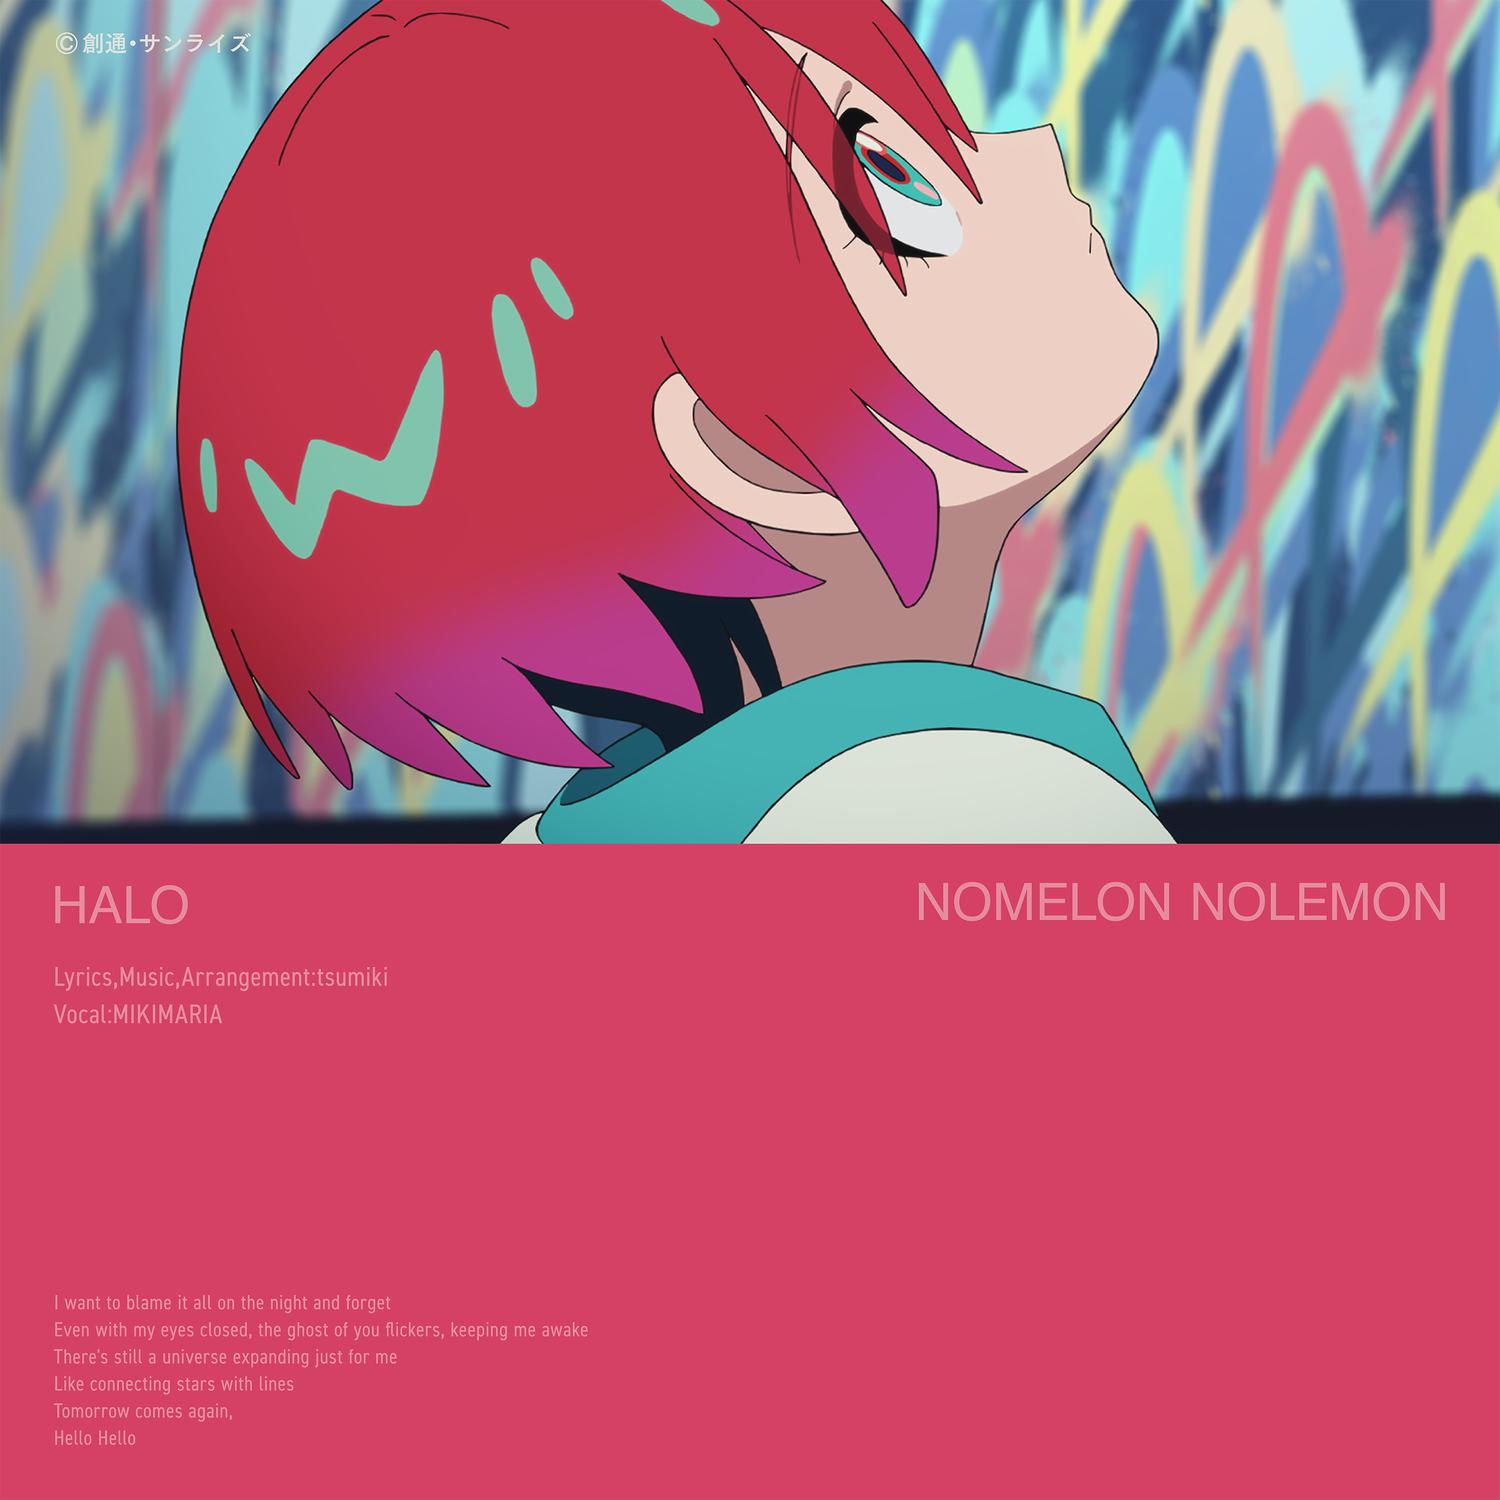 ©創通・サンライズ
HALO
NOMELON NOLEMON
Lyrics,Music,Arrangement:tsumiki
Vocal:MIKIMARIA
I want to blame it all on the night and forget
Even with my eyes closed, the ghost of you flickers, keeping me awake
There's still a universe expanding just for me
Like connecting stars with lines
Tomorrow comes again,
Hello Hello